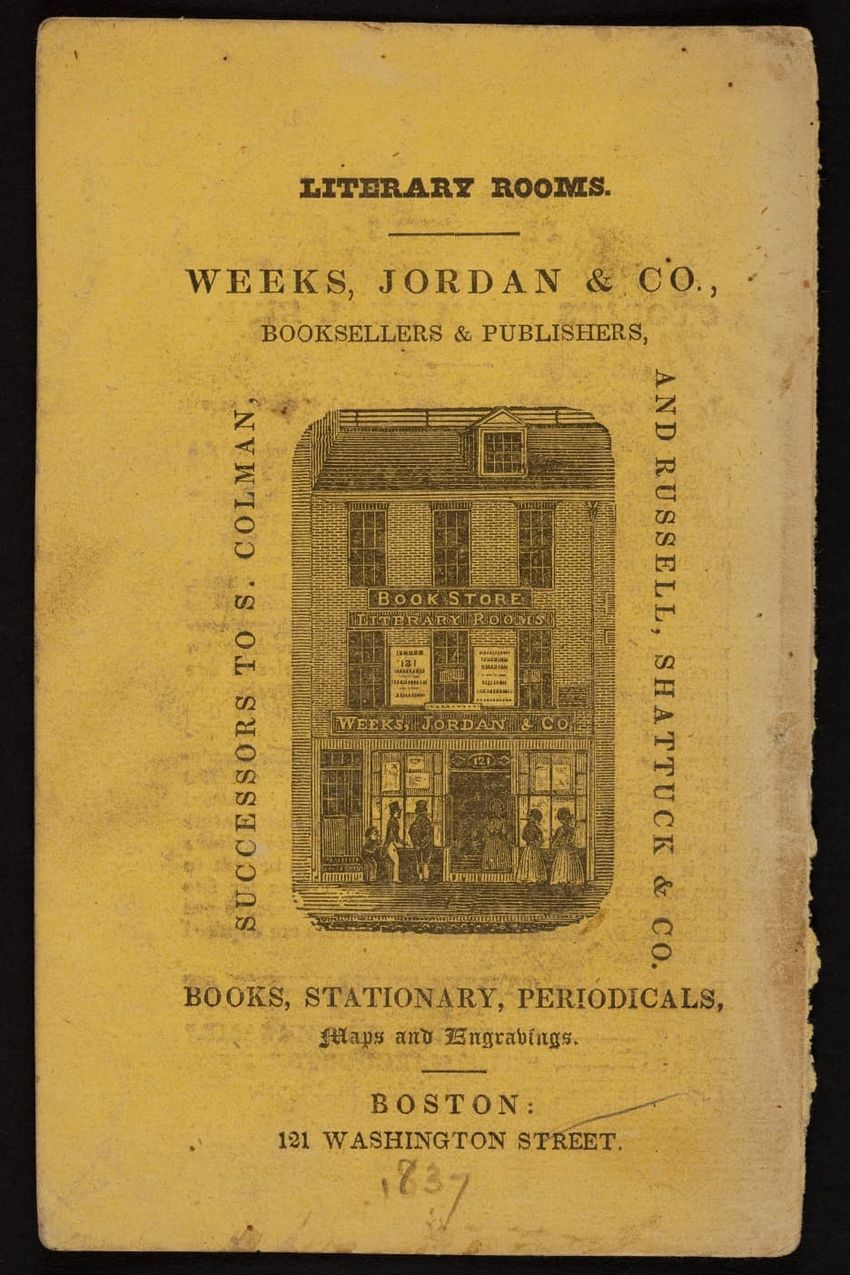 LITERARY ROOMS.
WEEKS, JORDAN & CO.,
BOOKSELLERS & PUBLISHERS,
SUCCESSORS TO S. COLMAN,
AND RUSSELL, SHATTUCK & CO.
BOOK STORE
LITERARY ROOMS
121
WEEKS, JORDAN & CO.
121
BOOKS, STATIONARY, PERIODICALS,
Maps and Engravings.
BOSTON:
121 WASHINGTON STREET.
1837